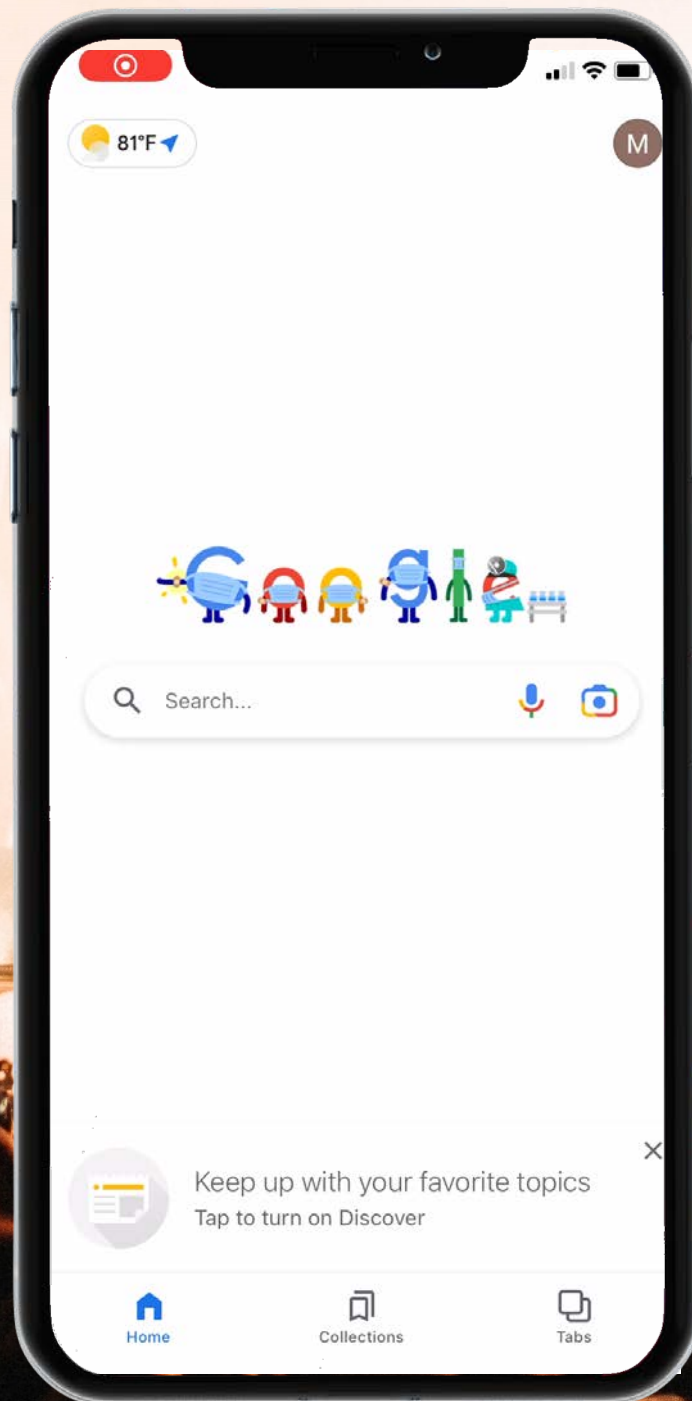 81°F
M
Google
Search...
Keep up with your favorite topics
Tap to turn on Discover
Home
Collections
Tabs